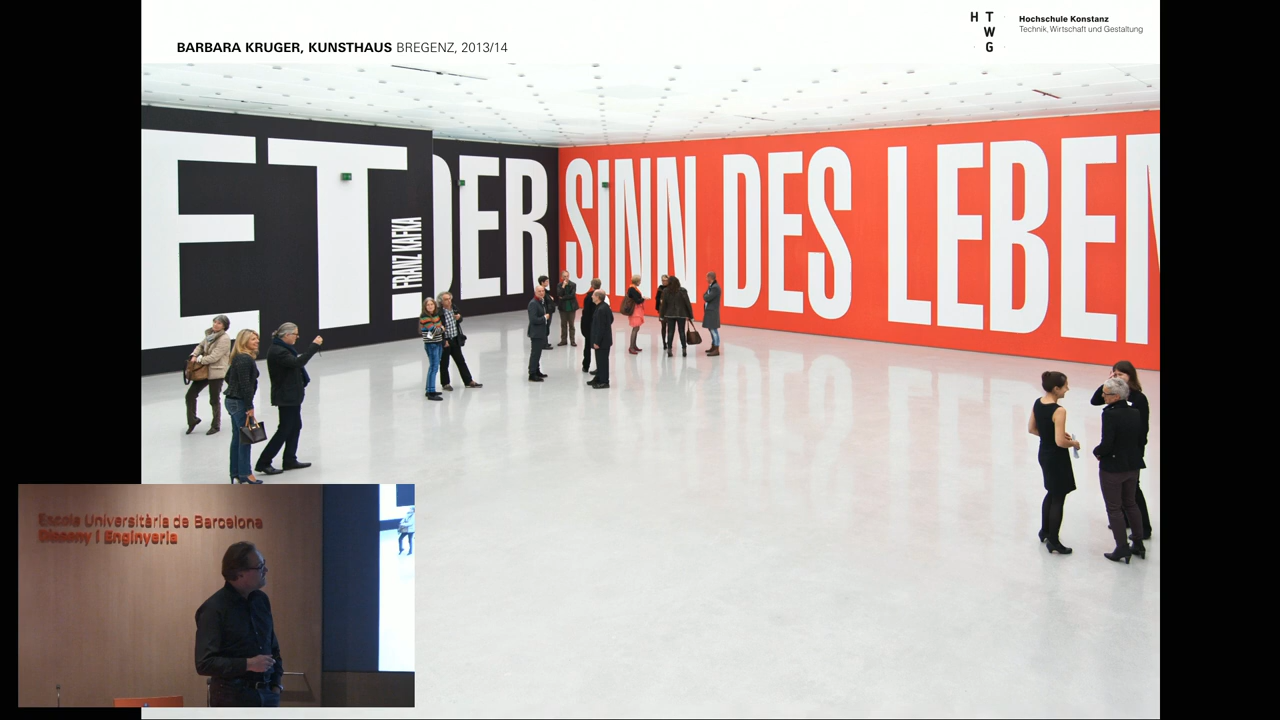 BARBARA KRUGER, KUNSTHAUS BREGENZ, 2013/14
H T
W
G
Hochschule Konstanz
Technik, Wirtschaft und Gestaltung
ET
FRANZ KAFKA
DER SINN DES LEBEN
Escola Universitària de Barcelona
Disseny i Enginyeria